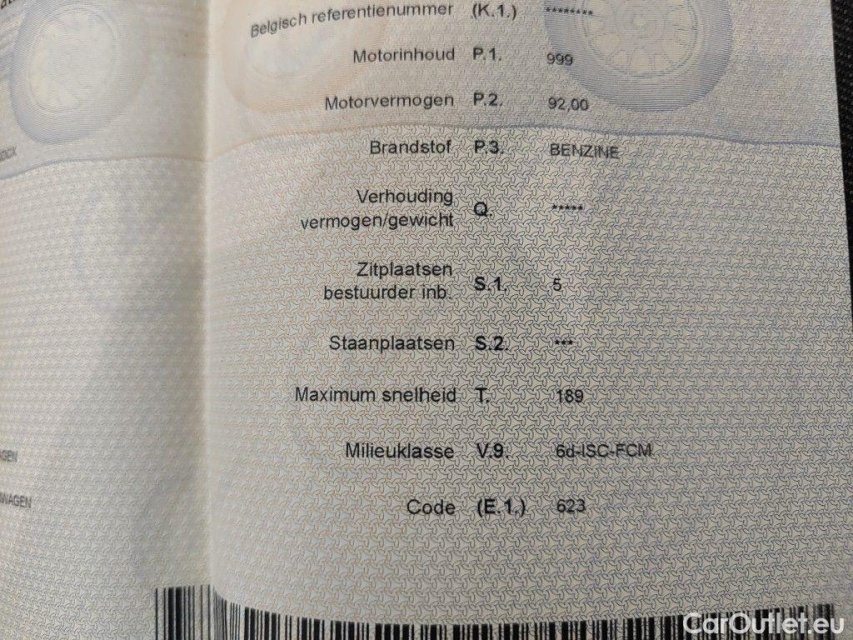 Belgisch referentienummer (K.1.) ********
Motorinhoud P.1. 999
Motorvermogen P.2. 92,00
Brandstof P.3. BENZINE
Verhouding
vermogen/gewicht Q. *****
Zitplaatsen
bestuurder inb. S.1. 5
Staanplaatsen S.2. ***
Maximum snelheid T. 189
Milieuklasse V.9. 6d-ISC-FCM
Code (E.1.) 623
GEN
WAGEN
CarOutlet.eu